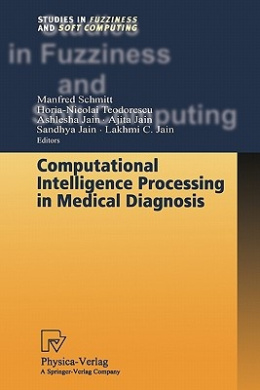 STUDIES IN FUZZINESS
AND SOFT COMPUTING
Studies
in Fuzziness
and
Soft Computing
Manfred Schmitt
Horia-Nicolai Teodorescu
Ashlesha Jain · Ajita Jain
Sandhya Jain · Lakhmi C. Jain
Editors
Computational
Intelligence Processing
in Medical Diagnosis
Physica-Verlag
A Springer-Verlag Company